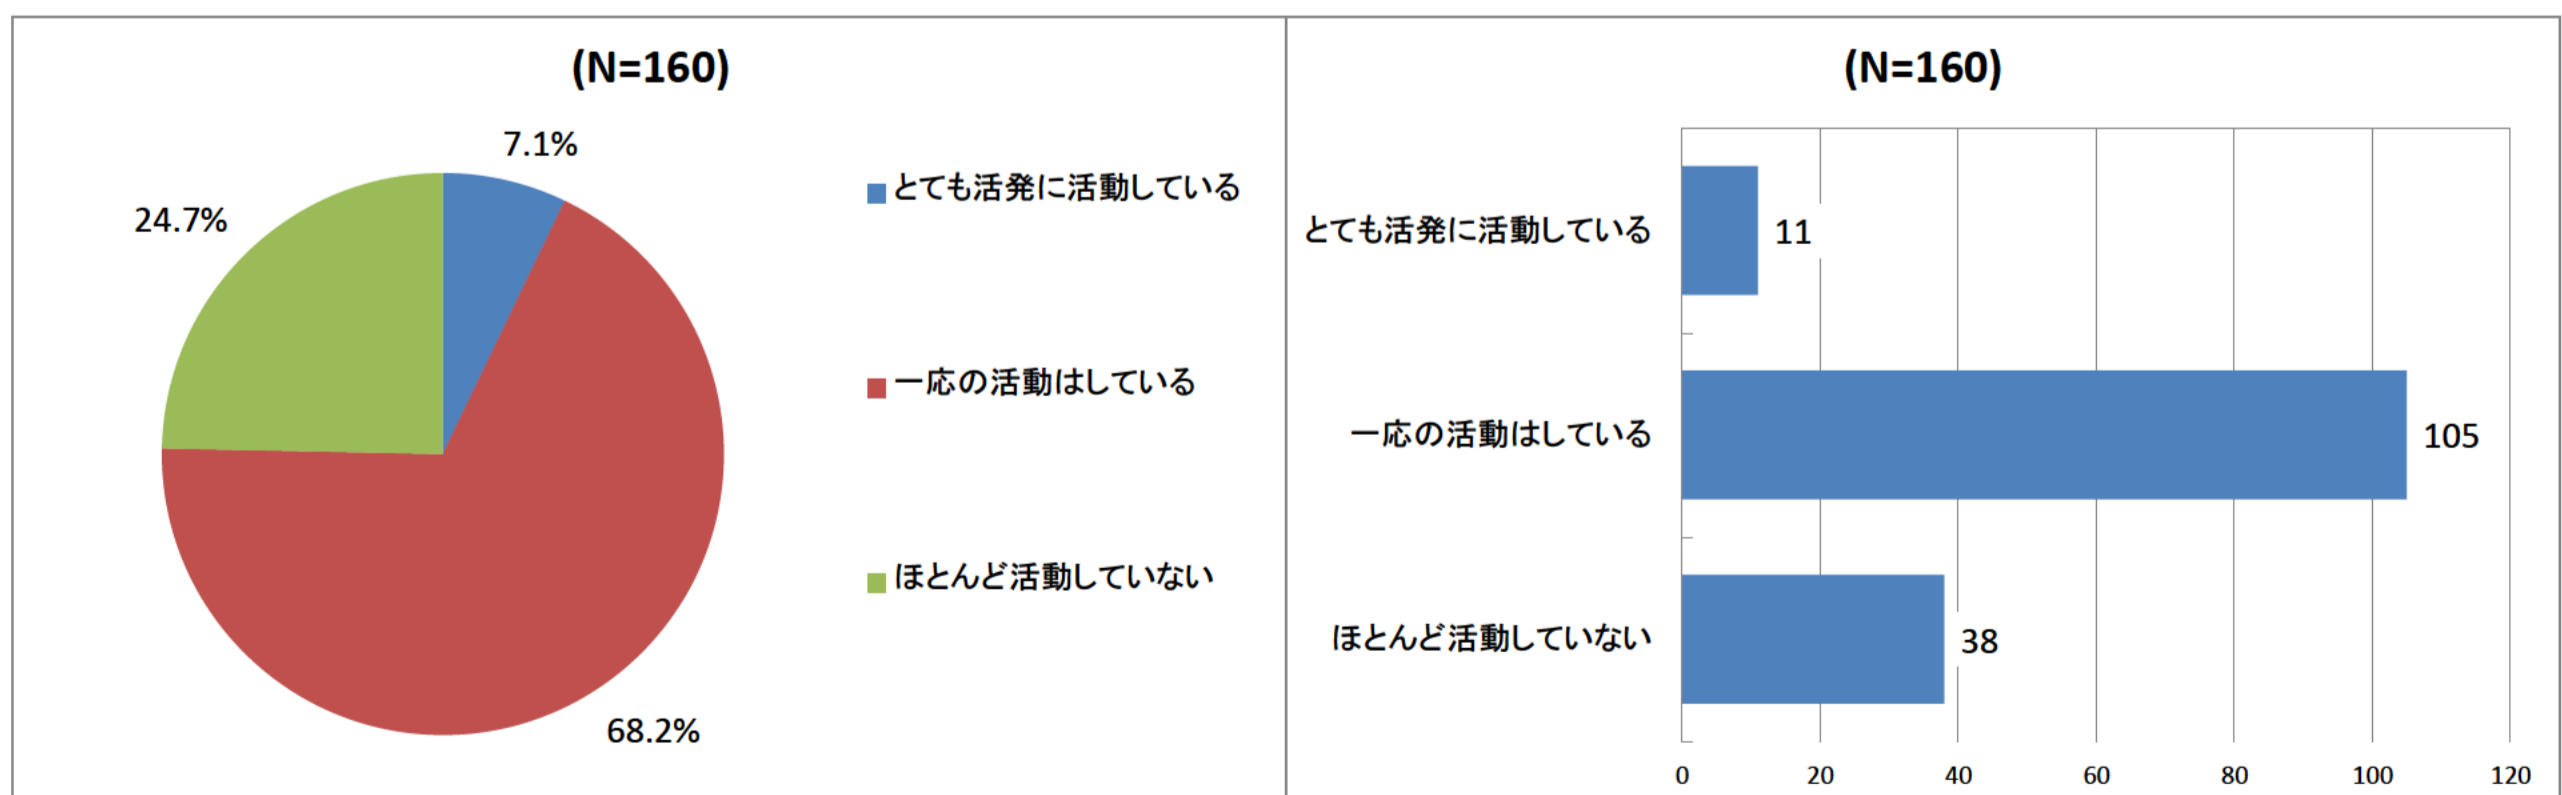 (N=160)
7.1%
24.7%
68.2%
とても活発に活動している
一応の活動はしている
ほとんど活動していない
(N=160)
とても活発に活動している
11
一応の活動はしている
105
ほとんど活動していない
38
0 20 40 60 80 100 120